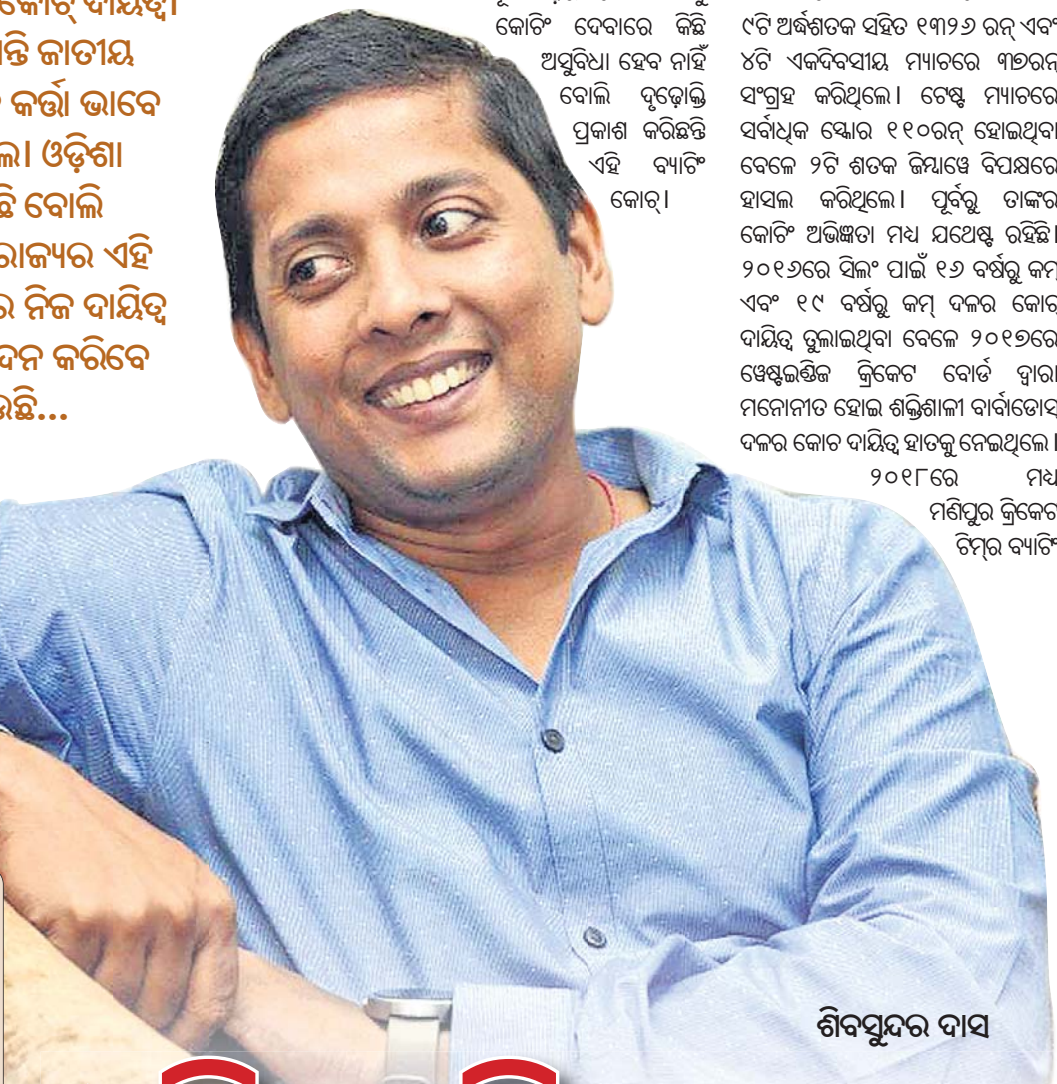 କୋଚ୍ ଦାୟିତ୍ୱ।
ଜାତୀୟ
କର୍ତ୍ତା ଭାବେ
ଓଡ଼ିଶା
ବୋଲି
ରାଜ୍ୟର ଏହି
ନିଜ ଦାୟିତ୍ୱ
କରିବେ
କୋଚିଂ ଦେବାରେ କିଛି
ଅସୁବିଧା ହେବ ନାହିଁ
ବୋଲି ଦୃଢ଼ୋକ୍ତି
ପ୍ରକାଶ କରିଛନ୍ତି
ଏହି ବ୍ୟାଟିଂ
କୋଚ୍।
୯ଟି ଅର୍ଦ୍ଧଶତକ ସହିତ ୧୩୨୬ ରନ୍ ଏବଂ
୪ଟି ଏକଦିବସୀୟ ମ୍ୟାଚରେ ୩୭ରନ୍
ସଂଗ୍ରହ କରିଥିଲେ। ଟେଷ୍ଟ ମ୍ୟାଚରେ
ସର୍ବାଧିକ ସ୍କୋର ୧୧୦ରନ୍ ହୋଇଥିବା
ବେଳେ ୨ଟି ଶତକ ଜିମ୍ବାୱେ ବିପକ୍ଷରେ
ହାସଲ କରିଥିଲେ। ପୂର୍ବରୁ ତାଙ୍କର
କୋଚିଂ ଅଭିଜ୍ଞତା ମଧ୍ୟ ଯଥେଷ୍ଟ ରହିଛି।
୨୦୧୬ରେ ସିଲଂ ପାଇଁ ୧୬ ବର୍ଷରୁ କମ୍
ଏବଂ ୧୯ ବର୍ଷରୁ କମ୍ ଦଳର କୋଚ୍
ଦାୟିତ୍ୱ ତୁଲାଇଥିବା ବେଳେ ୨୦୧୭ରେ
ୱେଷ୍ଟଇଣ୍ଡିଜ କ୍ରିକେଟ ବୋର୍ଡ ଦ୍ୱାରା
ମନୋନୀତ ହୋଇ ଶକ୍ତିଶାଳୀ ବାର୍ବାଡୋସ୍
ଦଳର କୋଚ ଦାୟିତ୍ୱ ହାତକୁ ନେଇଥିଲେ।
୨୦୧୮ରେ ମଧ୍ୟ
ମଣିପୁର କ୍ରିକେଟ
ଟିମ୍‌ର ବ୍ୟାଟିଂ
ଶିବସୁନ୍ଦର ଦାସ